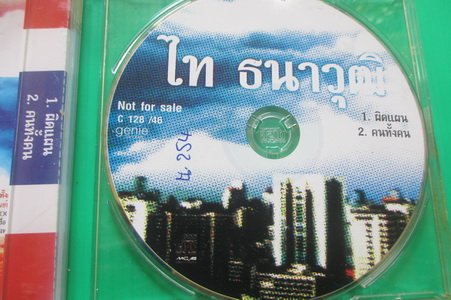 ไท ธนาวุฒิ
Not for sale
C 128 /46
genie
1. ผิดแผน
2. คนทั้งคน
MGA
1. ผิดแผน
2. คนทั้งคน